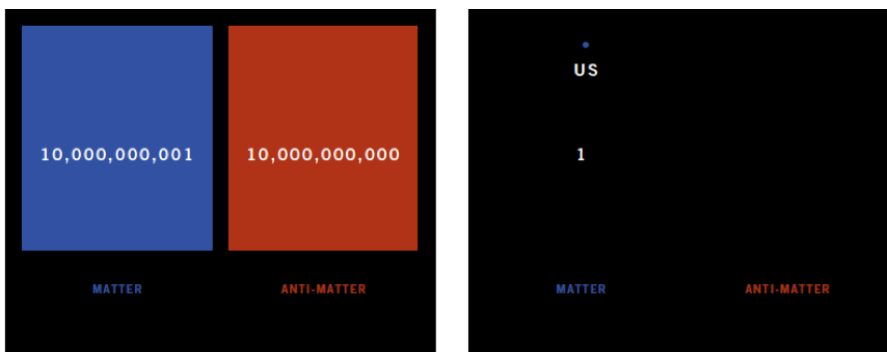 10,000,000,001
10,000,000,000
MATTER
ANTI-MATTER
US
1
MATTER
ANTI-MATTER